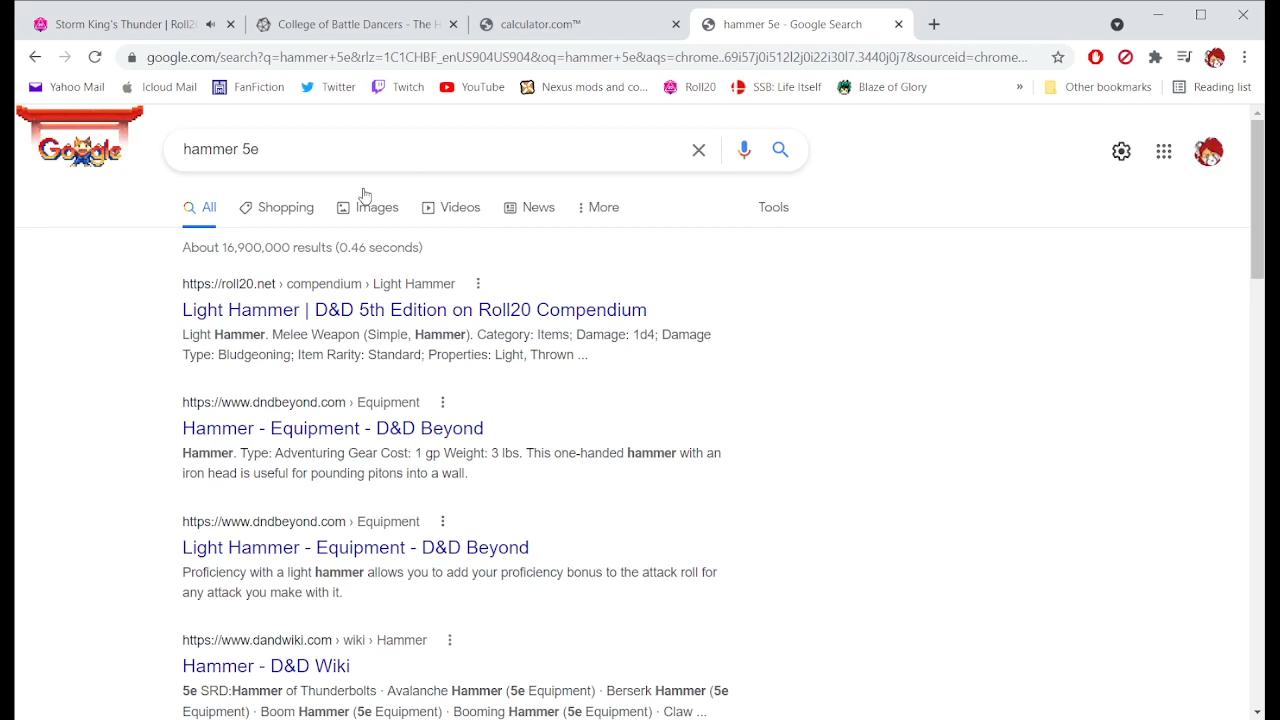 Storm King's Thunder | Roll20
College of Battle Dancers - The H
calculator.com™
hammer 5e - Google Search
google.com/search?q=hammer+5e&rlz=1C1CHBF_enUS904US904&oq=hammer+5e&aqs=chrome..69i57j0i512l2j0i22i30l7.3440j0j7&sourceid=chrome...
Yahoo Mail
Icloud Mail
FanFiction
Twitter
Twitch
YouTube
Nexus mods and co...
Roll20
SSB: Life Itself
Blaze of Glory
»
Other bookmarks
Reading list
Google
hammer 5e
All
Shopping
Images
Videos
News
More
Tools
About 16,900,000 results (0.46 seconds)
https://roll20.net › compendium › Light Hammer
Light Hammer | D&D 5th Edition on Roll20 Compendium
Light Hammer. Melee Weapon (Simple, Hammer). Category: Items; Damage: 1d4; Damage
Type: Bludgeoning; Item Rarity: Standard; Properties: Light, Thrown ...
https://www.dndbeyond.com › Equipment
Hammer - Equipment - D&D Beyond
Hammer. Type: Adventuring Gear Cost: 1 gp Weight: 3 lbs. This one-handed hammer with an
iron head is useful for pounding pitons into a wall.
https://www.dndbeyond.com › Equipment
Light Hammer - Equipment - D&D Beyond
Proficiency with a light hammer allows you to add your proficiency bonus to the attack roll for
any attack you make with it.
https://www.dandwiki.com › wiki › Hammer
Hammer - D&D Wiki
5e SRD:Hammer of Thunderbolts · Avalanche Hammer (5e Equipment) · Berserk Hammer (5e
Equipment) · Boom Hammer (5e Equipment) · Booming Hammer (5e Equipment) · Claw ...